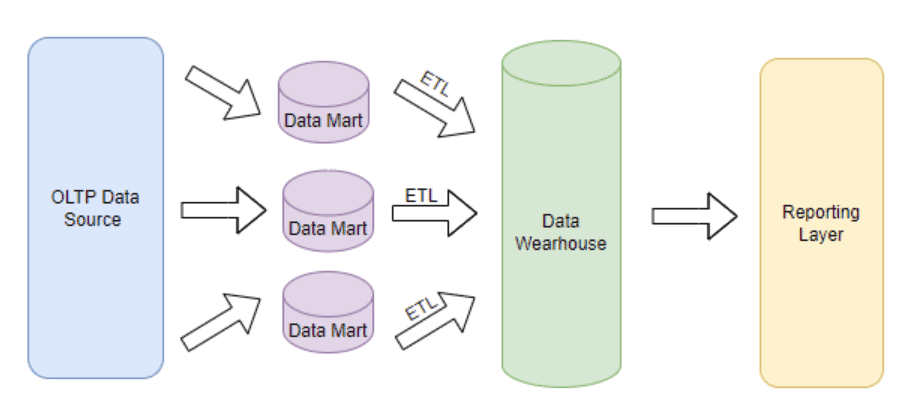 OLTP Data
Source
Data Mart
Data Mart
Data Mart
ETL
ETL
ETL
Data
Wearhouse
Reporting
Layer